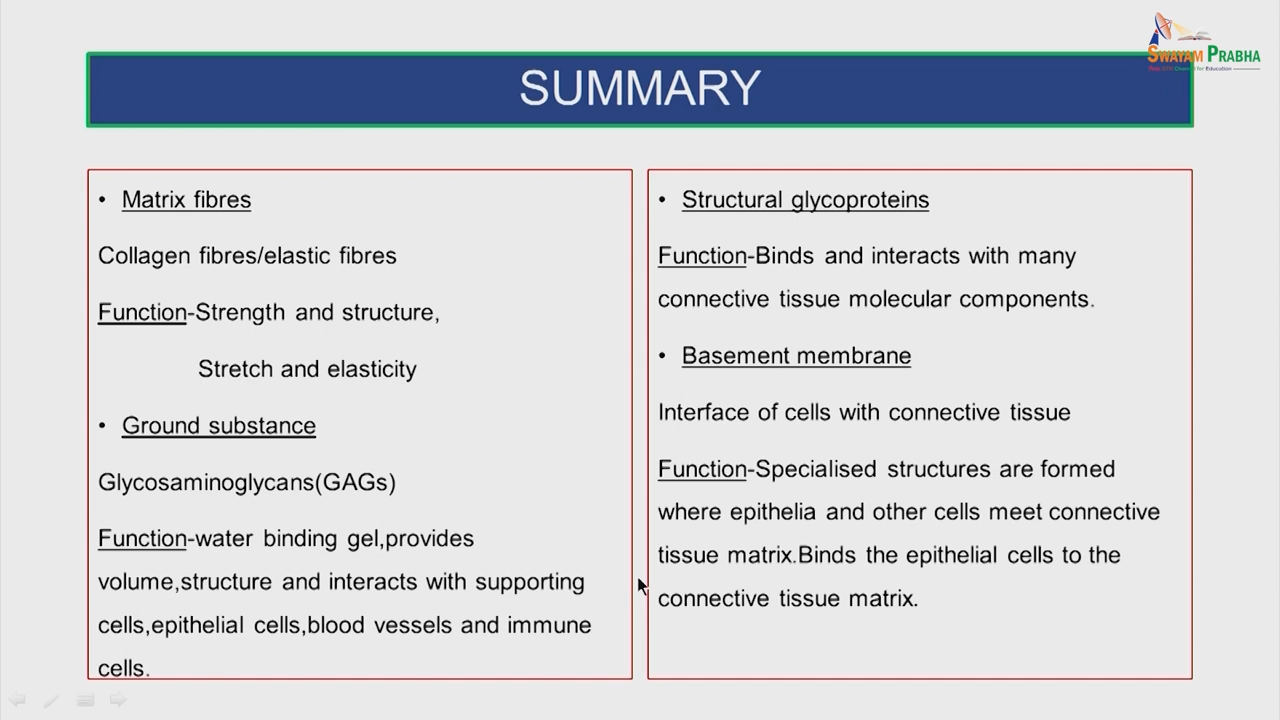 SWAYAM PRABHA
SUMMARY
• Matrix fibres
Collagen fibres/elastic fibres
Function-Strength and structure,
Stretch and elasticity
• Ground substance
Glycosaminoglycans(GAGs)
Function-water binding gel,provides
volume,structure and interacts with supporting
cells,epithelial cells,blood vessels and immune
cells.
• Structural glycoproteins
Function-Binds and interacts with many
connective tissue molecular components.
• Basement membrane
Interface of cells with connective tissue
Function-Specialised structures are formed
where epithelia and other cells meet connective
tissue matrix.Binds the epithelial cells to the
connective tissue matrix.